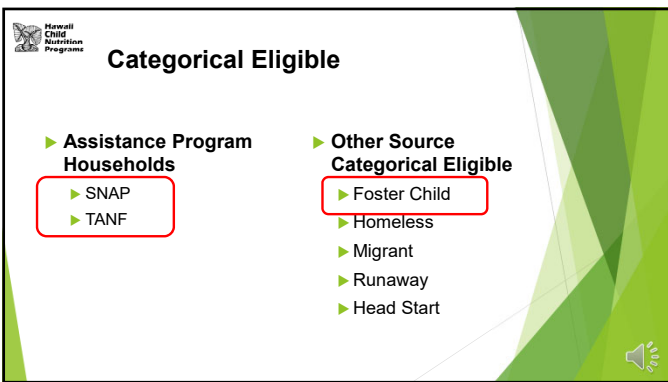 Hawaii
Child
Nutrition
Programs
Categorical Eligible
Assistance Program
Households
SNAP
TANF
Other Source
Categorical Eligible
Foster Child
Homeless
Migrant
Runaway
Head Start